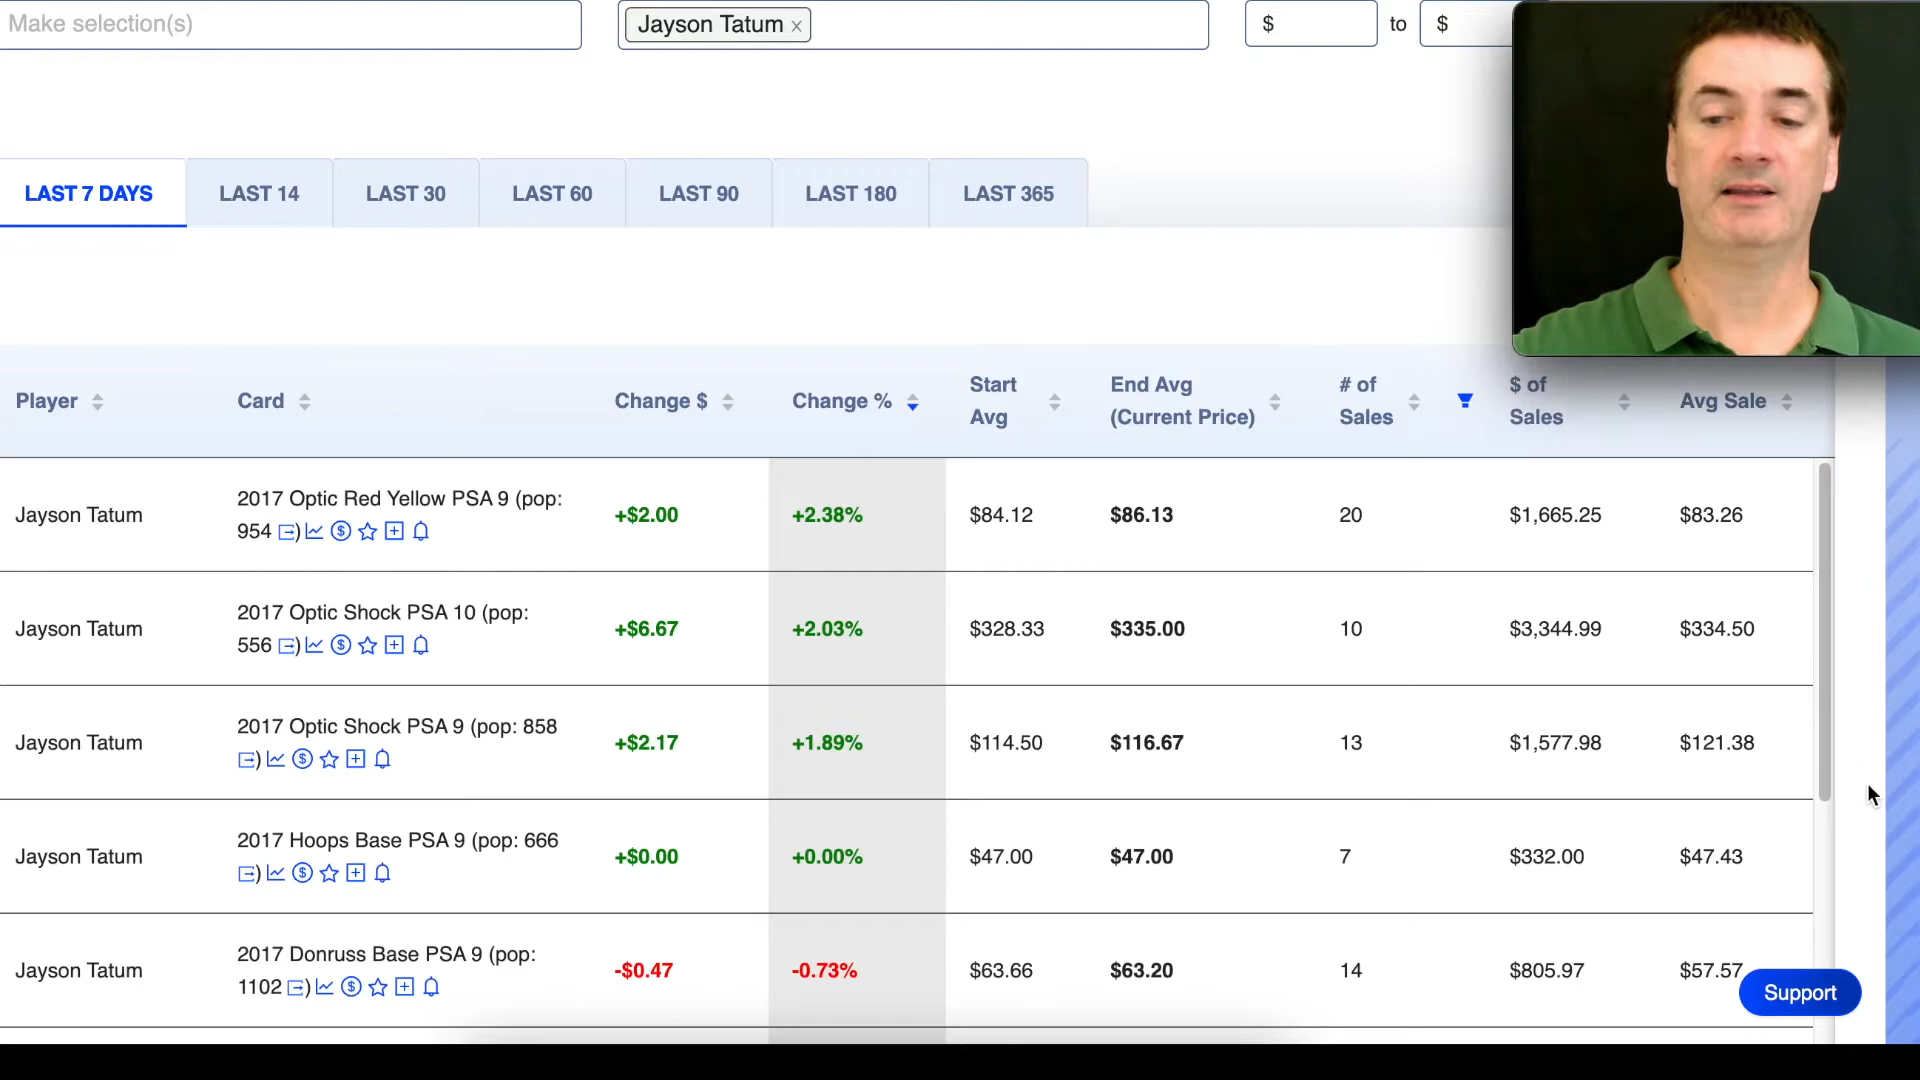 Make selection(s)
Jayson Tatum ×
$ to $
LAST 7 DAYS LAST 14 LAST 30 LAST 60 LAST 90 LAST 180 LAST 365
Player Card Change $ Change % Start Avg End Avg (Current Price) # of Sales $ of Sales Avg Sale
Jayson Tatum 2017 Optic Red Yellow PSA 9 (pop: 954 ) +$2.00 +2.38% $84.12 $86.13 20 $1,665.25 $83.26
Jayson Tatum 2017 Optic Shock PSA 10 (pop: 556 ) +$6.67 +2.03% $328.33 $335.00 10 $3,344.99 $334.50
Jayson Tatum 2017 Optic Shock PSA 9 (pop: 858 ) +$2.17 +1.89% $114.50 $116.67 13 $1,577.98 $121.38
Jayson Tatum 2017 Hoops Base PSA 9 (pop: 666 ) +$0.00 +0.00% $47.00 $47.00 7 $332.00 $47.43
Jayson Tatum 2017 Donruss Base PSA 9 (pop: 1102 ) -$0.47 -0.73% $63.66 $63.20 14 $805.97 $57.57
Support